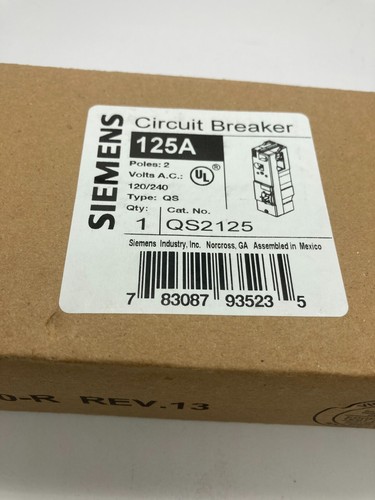 SIEMENS
Circuit Breaker
125A
Poles: 2
Volts A.C.:
120/240
Type: QS
UL ®
Qty: Cat. No.
1 QS2125
Siemens Industry, Inc. Norcross, GA Assembled in Mexico
7 83087 93523 5
0-R REV.13